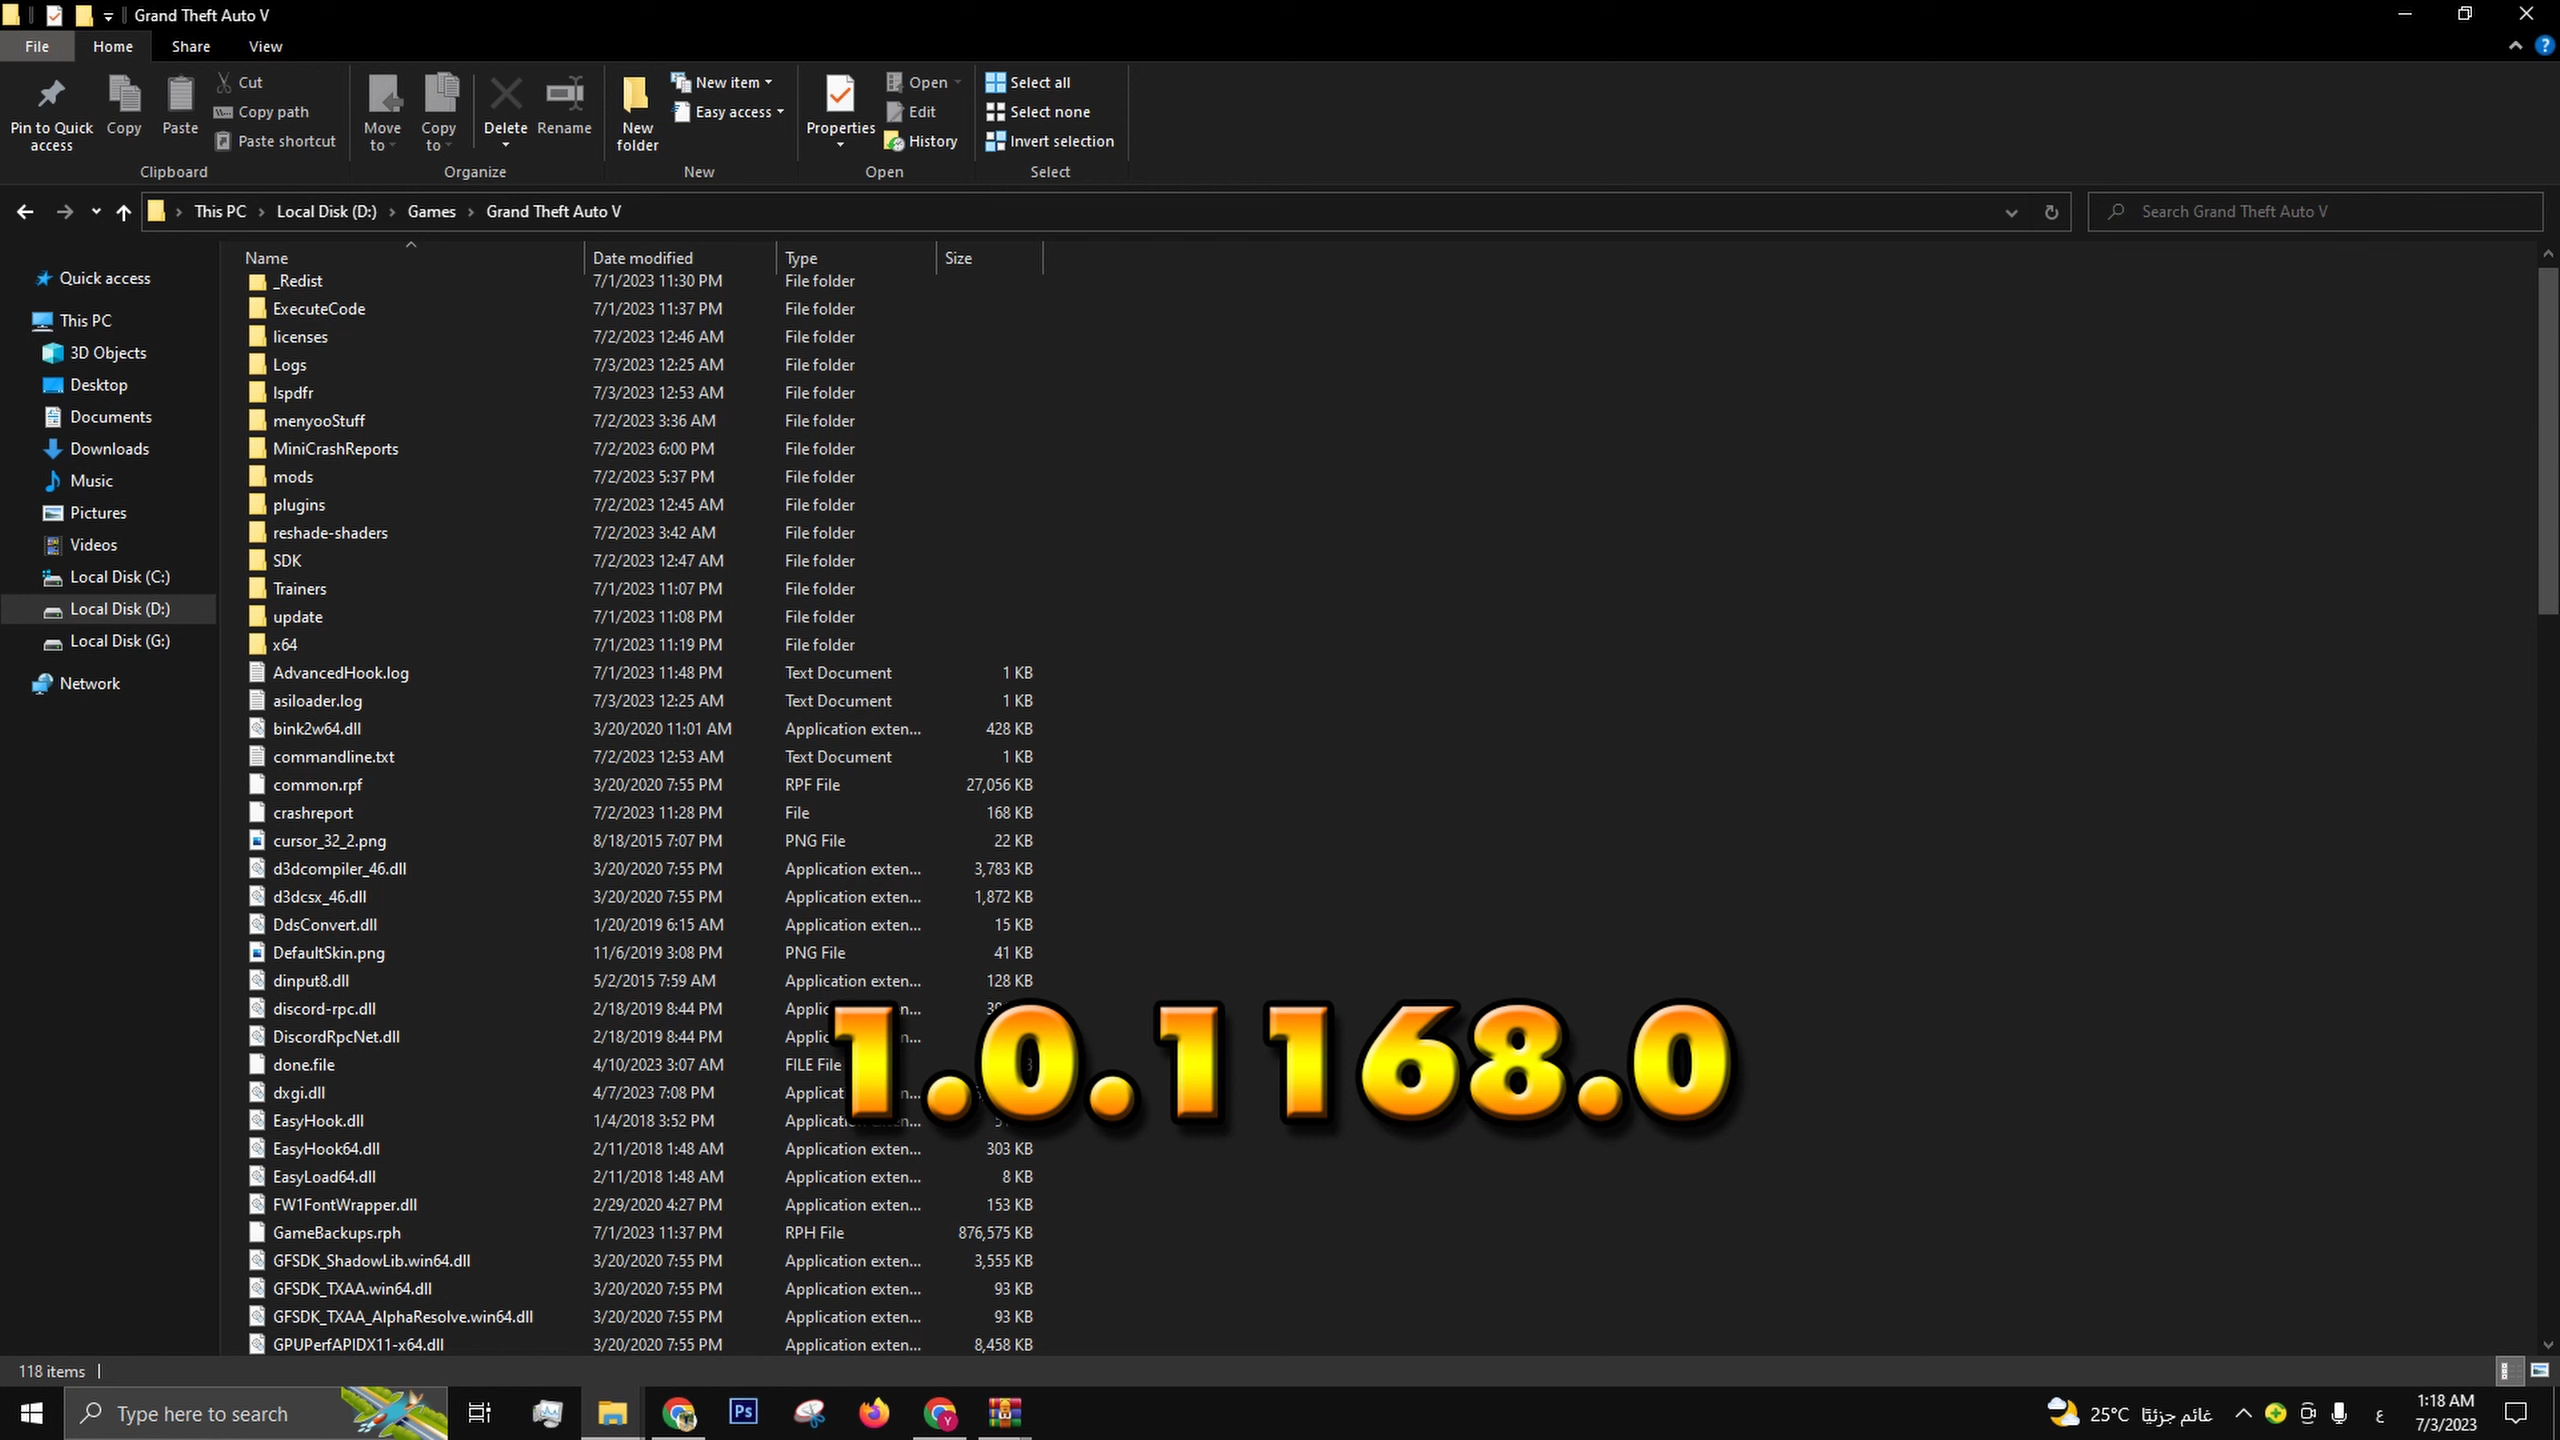 Grand Theft Auto V
File Home Share View
Pin to Quick access
Copy
Paste
Cut
Copy path
Paste shortcut
Clipboard
Move to
Copy to
Delete
Rename
Organize
New folder
New item
Easy access
New
Properties
Open
Edit
History
Open
Select all
Select none
Invert selection
Select
This PC > Local Disk (D:) > Games > Grand Theft Auto V
Search Grand Theft Auto V
Quick access
This PC
3D Objects
Desktop
Documents
Downloads
Music
Pictures
Videos
Local Disk (C:)
Local Disk (D:)
Local Disk (G:)
Network
Name Date modified Type Size
_Redist 7/1/2023 11:30 PM File folder
ExecuteCode 7/1/2023 11:37 PM File folder
licenses 7/2/2023 12:46 AM File folder
Logs 7/3/2023 12:25 AM File folder
lspdfr 7/3/2023 12:53 AM File folder
menyooStuff 7/2/2023 3:36 AM File folder
MiniCrashReports 7/2/2023 6:00 PM File folder
mods 7/2/2023 5:37 PM File folder
plugins 7/2/2023 12:45 AM File folder
reshade-shaders 7/2/2023 3:42 AM File folder
SDK 7/2/2023 12:47 AM File folder
Trainers 7/1/2023 11:07 PM File folder
update 7/1/2023 11:08 PM File folder
x64 7/1/2023 11:19 PM File folder
AdvancedHook.log 7/1/2023 11:48 PM Text Document 1 KB
asiloader.log 7/3/2023 12:25 AM Text Document 1 KB
bink2w64.dll 3/20/2020 11:01 AM Application exten... 428 KB
commandline.txt 7/2/2023 12:53 AM Text Document 1 KB
common.rpf 3/20/2020 7:55 PM RPF File 27,056 KB
crashreport 7/2/2023 11:28 PM File 168 KB
cursor_32_2.png 8/18/2015 7:07 PM PNG File 22 KB
d3dcompiler_46.dll 3/20/2020 7:55 PM Application exten... 3,783 KB
d3dcsx_46.dll 3/20/2020 7:55 PM Application exten... 1,872 KB
DdsConvert.dll 1/20/2019 6:15 AM Application exten... 15 KB
DefaultSkin.png 11/6/2019 3:08 PM PNG File 41 KB
dinput8.dll 5/2/2015 7:59 AM Application exten... 128 KB
discord-rpc.dll 2/18/2019 8:44 PM
DiscordRpcNet.dll 2/18/2019 8:44 PM
done.file 4/10/2023 3:07 AM FILE File
dxgi.dll 4/7/2023 7:08 PM
EasyHook.dll 1/4/2018 3:52 PM
1.0.1168.0
EasyHook64.dll 2/11/2018 1:48 AM Application exten... 303 KB
EasyLoad64.dll 2/11/2018 1:48 AM Application exten... 8 KB
FW1FontWrapper.dll 2/29/2020 4:27 PM Application exten... 153 KB
GameBackups.rph 7/1/2023 11:37 PM RPH File 876,575 KB
GFSDK_ShadowLib.win64.dll 3/20/2020 7:55 PM Application exten... 3,555 KB
GFSDK_TXAA.win64.dll 3/20/2020 7:55 PM Application exten... 93 KB
GFSDK_TXAA_AlphaResolve.win64.dll 3/20/2020 7:55 PM Application exten... 93 KB
GPUPerfAPIDX11-x64.dll 3/20/2020 7:55 PM Application exten... 8,458 KB
118 items
Type here to search
Ps
Y
25°C غائم جزئيًا
ع
1:18 AM
7/3/2023